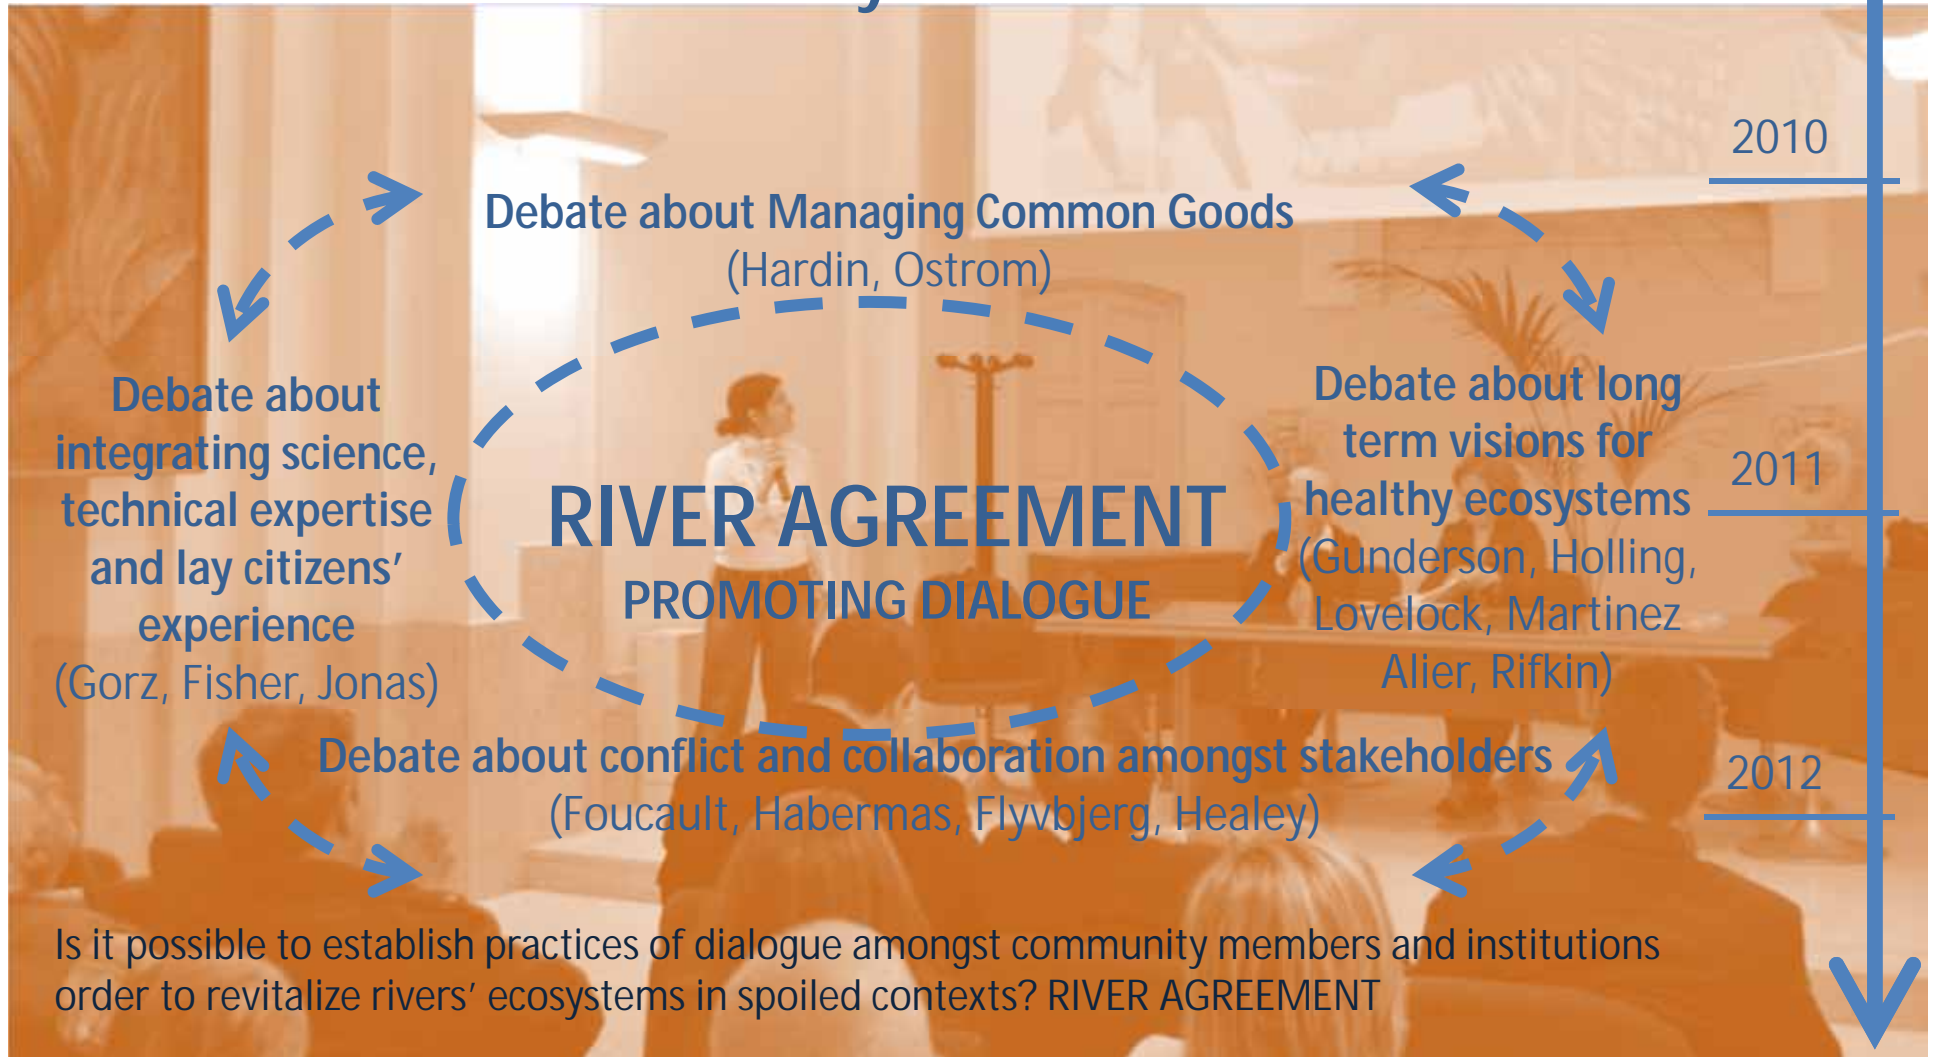 Debate about Managing Common Goods
(Hardin, Ostrom)
2010
Debate about
integrating science,
technical expertise
and lay citizens’
experience
(Gorz, Fisher, Jonas)
RIVER AGREEMENT
PROMOTING DIALOGUE
Debate about long
term visions for
healthy ecosystems
(Gunderson, Holling,
Lovelock, Martinez
Alier, Rifkin)
2011
Debate about conflict and collaboration amongst stakeholders
(Foucault, Habermas, Flyvbjerg, Healey)
2012
Is it possible to establish practices of dialogue amongst community members and institutions
order to revitalize rivers’ ecosystems in spoiled contexts? RIVER AGREEMENT